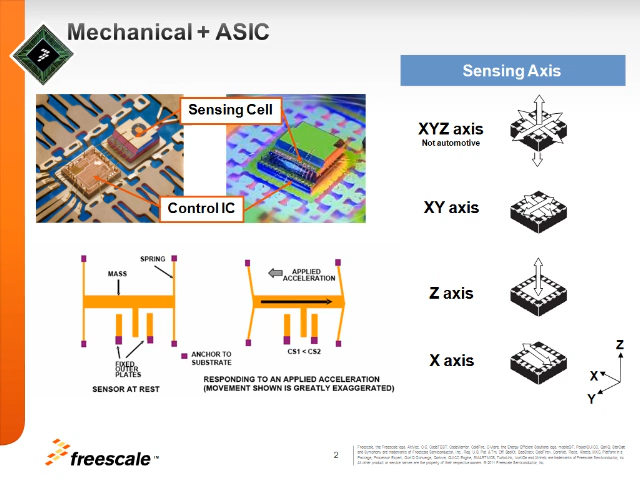 Mechanical + ASIC
Sensing Axis
Sensing Cell
Control IC
XYZ axis
Not automotive
XY axis
Z axis
X axis
Z
X
Y
SPRING
MASS
FIXED
OUTER
PLATES
SENSOR AT REST
ANCHOR TO
SUBSTRATE
APPLIED
ACCELERATION
CS1 < CS2
RESPONDING TO AN APPLIED ACCELERATION
(MOVEMENT SHOWN IS GREATLY EXAGGERATED)
freescale ™
2